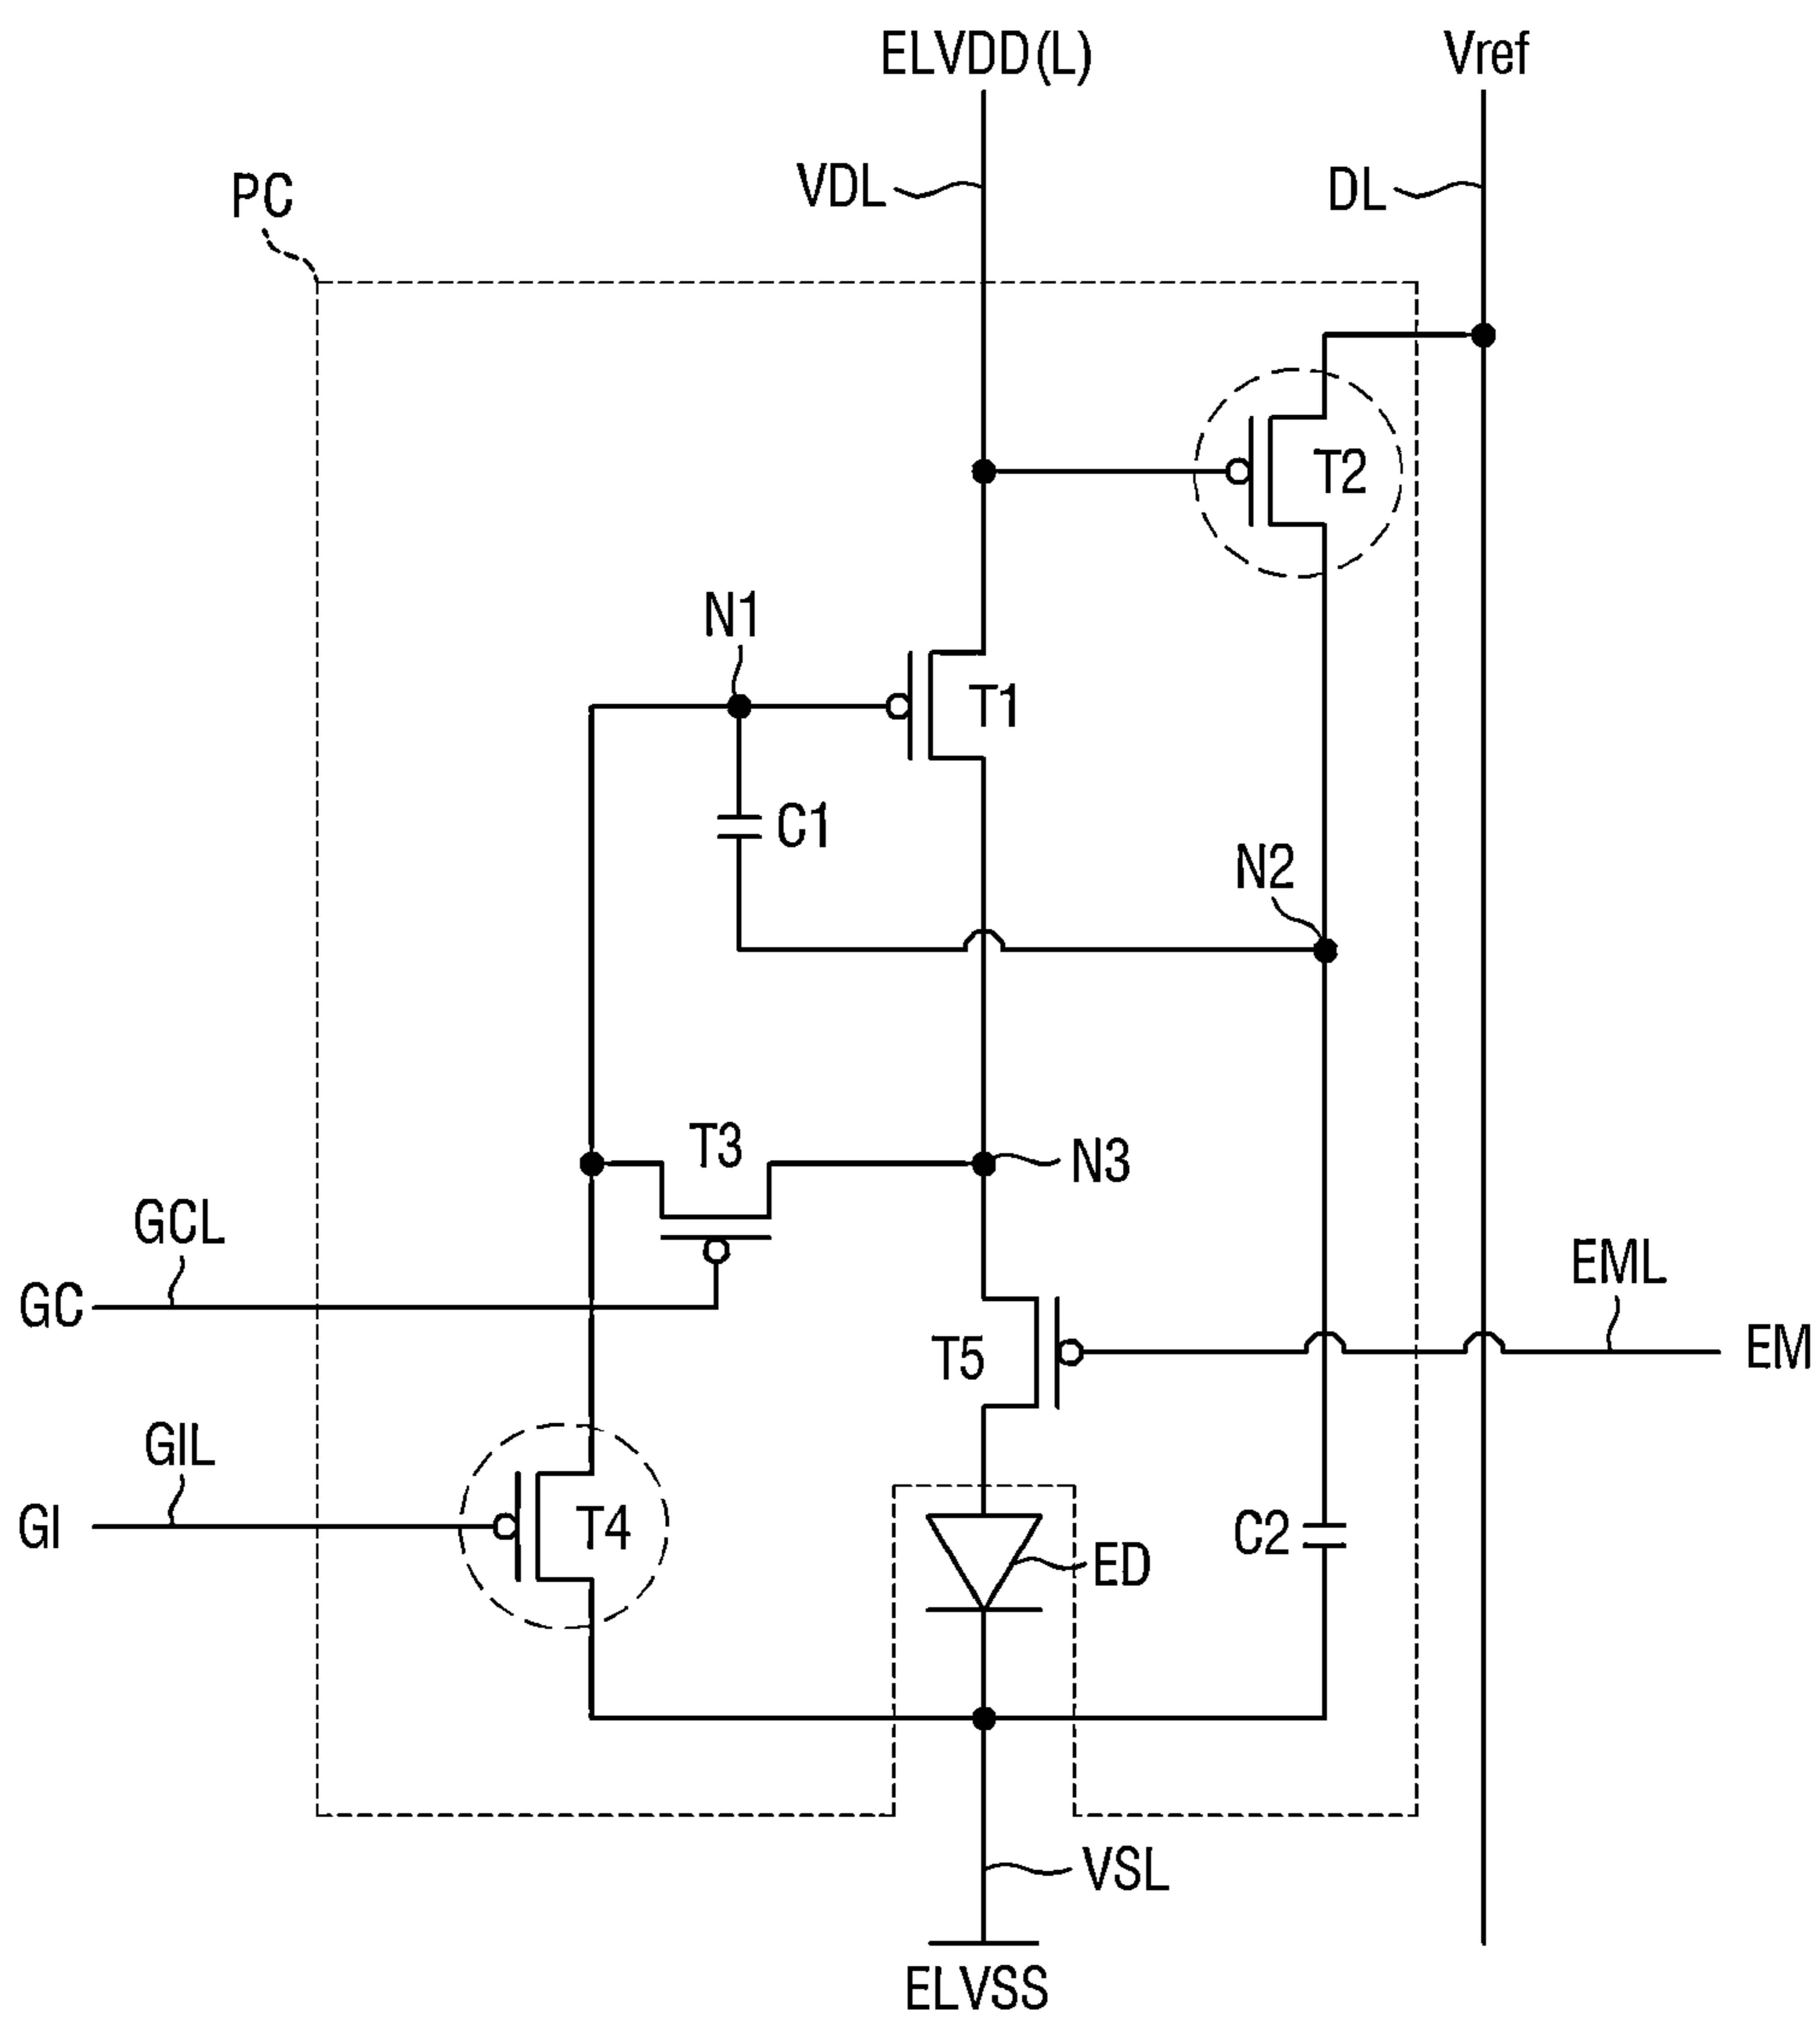 ELVDD(L)
Vref
VDL
DL
PC
T2
N1
T1
C1
N2
T3
N3
GCL
GC
EML
T5
EM
GIL
GI
T4
C2
ED
VSL
ELVSS